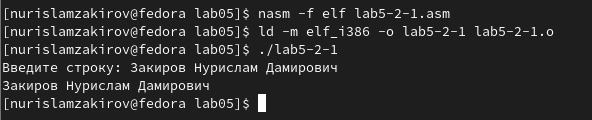 [nurislamzakirov@fedora lab05]$ nasm -f elf lab5-2-1.asm
[nurislamzakirov@fedora lab05]$ ld -m elf_i386 -o lab5-2-1 lab5-2-1.o
[nurislamzakirov@fedora lab05]$ ./lab5-2-1
Введите строку: Закиров Нурислам Дамирович
Закиров Нурислам Дамирович
[nurislamzakirov@fedora lab05]$